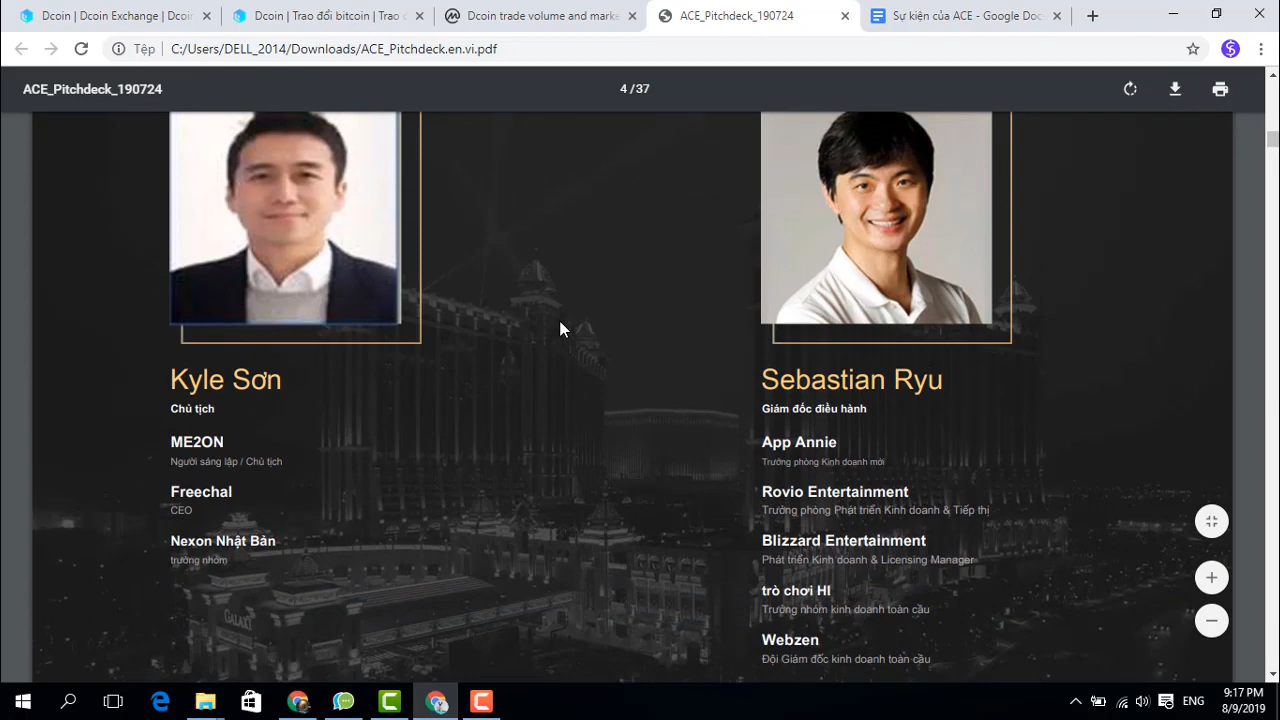 Dcoin | Dcoin Exchange | Dcoin
Dcoin | Trao đổi bitcoin | Trao
Dcoin trade volume and mark
ACE_Pitchdeck_190724
Sự kiện của ACE - Google Doc
Tệp
C:/Users/DELL_2014/Downloads/ACE_Pitchdeck.en.vi.pdf
ACE_Pitchdeck_190724
4 /37
Kyle Sơn
Chủ tịch
ME2ON
Người sáng lập / Chủ tịch
Freechal
CEO
Nexon Nhật Bản
trưởng nhóm
Sebastian Ryu
Giám đốc điều hành
App Annie
Trưởng phòng Kinh doanh mới
Rovio Entertainment
Trưởng phòng Phát triển Kinh doanh & Tiếp thị
Blizzard Entertainment
Phát triển Kinh doanh & Licensing Manager
trò chơi HI
Trưởng nhóm kinh doanh toàn cầu
Webzen
Đội Giám đốc kinh doanh toàn cầu
GALAXY
ENG
9:17 PM
8/9/2019